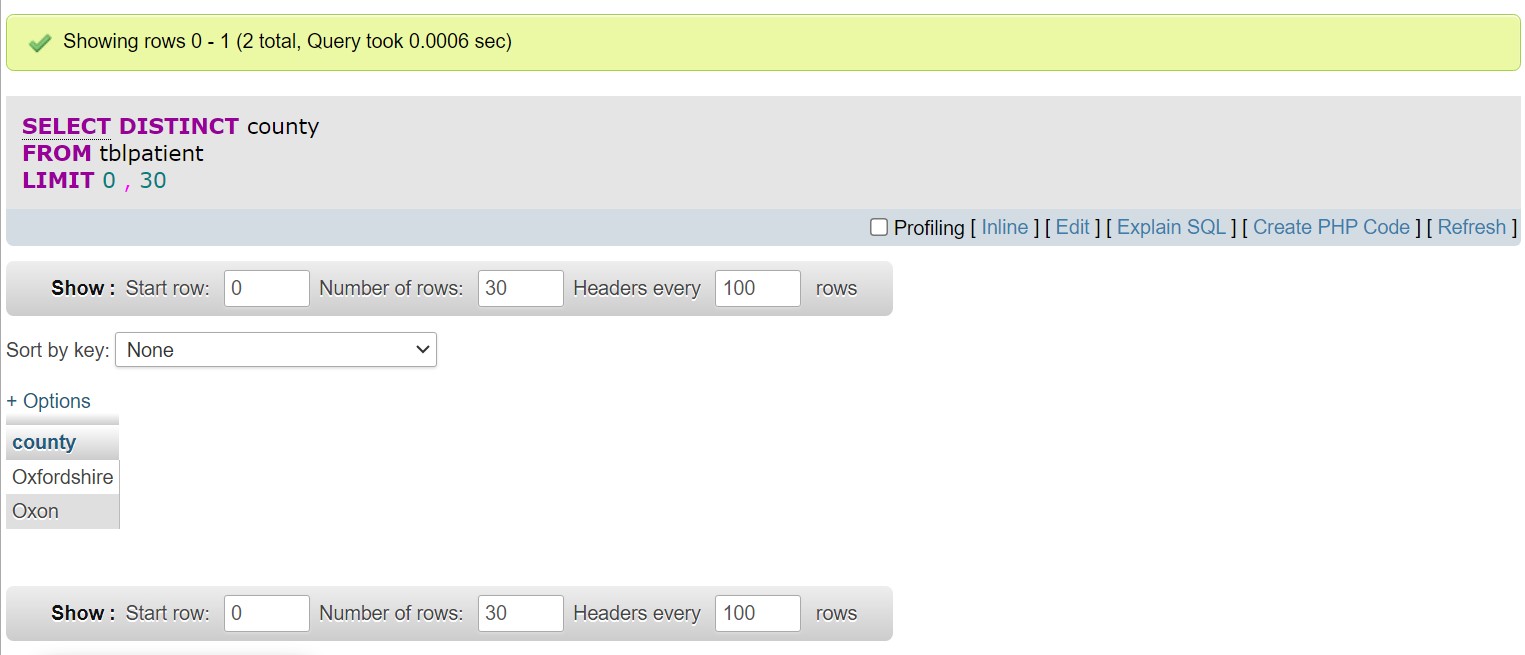 Showing rows 0 - 1 (2 total, Query took 0.0006 sec)
SELECT DISTINCT county
FROM tblpatient
LIMIT 0 , 30
Profiling [ Inline ] [ Edit ] [ Explain SQL ] [ Create PHP Code ] [ Refresh ]
Show : Start row: 0 Number of rows: 30 Headers every 100 rows
Sort by key: None
+ Options
county
Oxfordshire
Oxon
Show : Start row: 0 Number of rows: 30 Headers every 100 rows